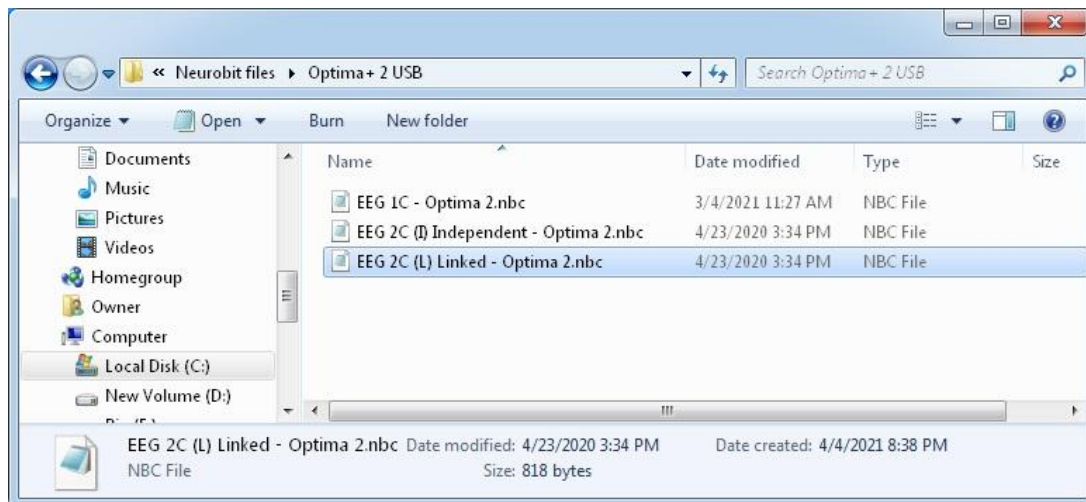 « Neurobit files ▸ Optima+ 2 USB Search Optima+ 2 USB
Organize Open Burn New folder
Documents
Music
Pictures
Videos
Homegroup
Owner
Computer
Local Disk (C:)
New Volume (D:)
Name Date modified Type Size
EEG 1C - Optima 2.nbc 3/4/2021 11:27 AM NBC File
EEG 2C (I) Independent - Optima 2.nbc 4/23/2020 3:34 PM NBC File
EEG 2C (L) Linked - Optima 2.nbc 4/23/2020 3:34 PM NBC File
EEG 2C (L) Linked - Optima 2.nbc Date modified: 4/23/2020 3:34 PM Date created: 4/4/2021 8:38 PM
NBC File Size: 818 bytes